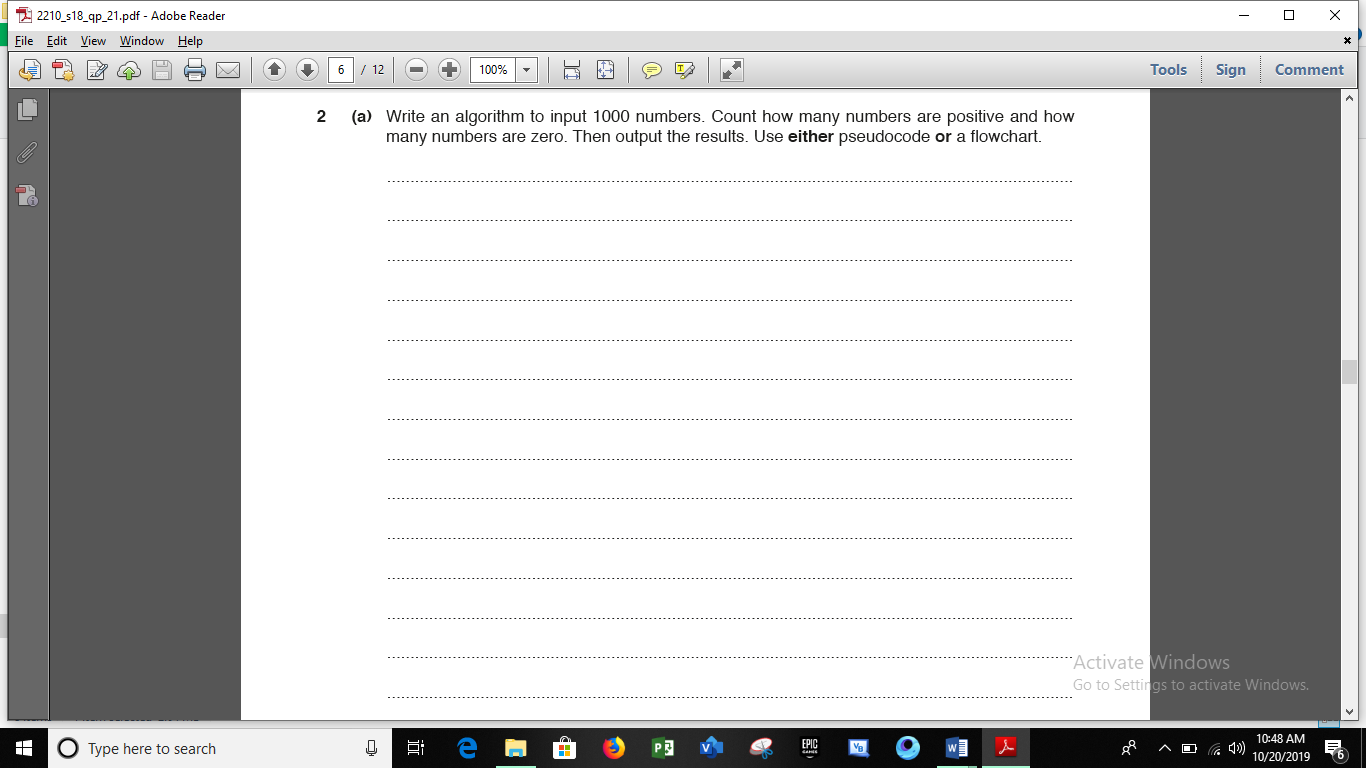 2210_s18_qp_21.pdf - Adobe Reader
File Edit View Window Help
6 / 12 100% Tools Sign Comment
2 (a) Write an algorithm to input 1000 numbers. Count how many numbers are positive and how
many numbers are zero. Then output the results. Use either pseudocode or a flowchart.
Activate Windows
Go to Settings to activate Windows.
Type here to search
10:48 AM
10/20/2019
6